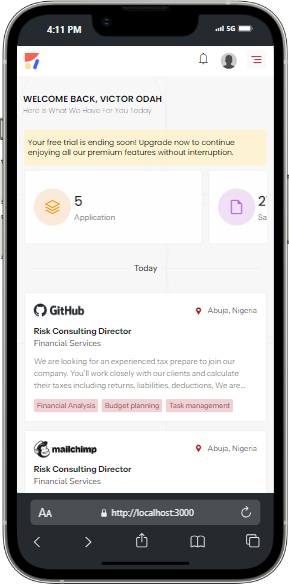 4:11 PM
5G
WELCOME BACK, VICTOR ODAH
Here Is What We Have For You Today
Your free trial is ending soon! Upgrade now to continue
enjoying all our premium features without interruption.
5
Application
2
Sa
Today
GitHub
Abuja, Nigeria
Risk Consulting Director
Financial Services
We are looking for an experienced tax prepare to join our
company. You'll work closely with our clients and calculate
their taxes including returns, liabilities, deductions, We are...
Financial Analysis
Budget planning
Task management
mailchimp
Abuja, Nigeria
Risk Consulting Director
Financial Services
AA
http://localhost:3000